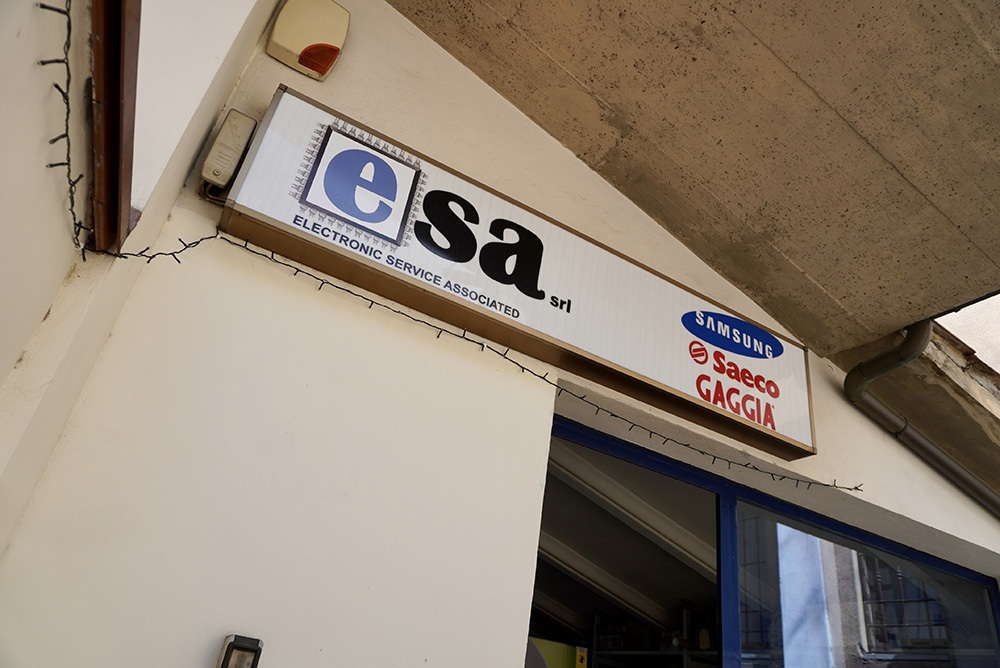 esa srl
ELECTRONIC SERVICE ASSOCIATED
SAMSUNG
Saeco
GAGGIA